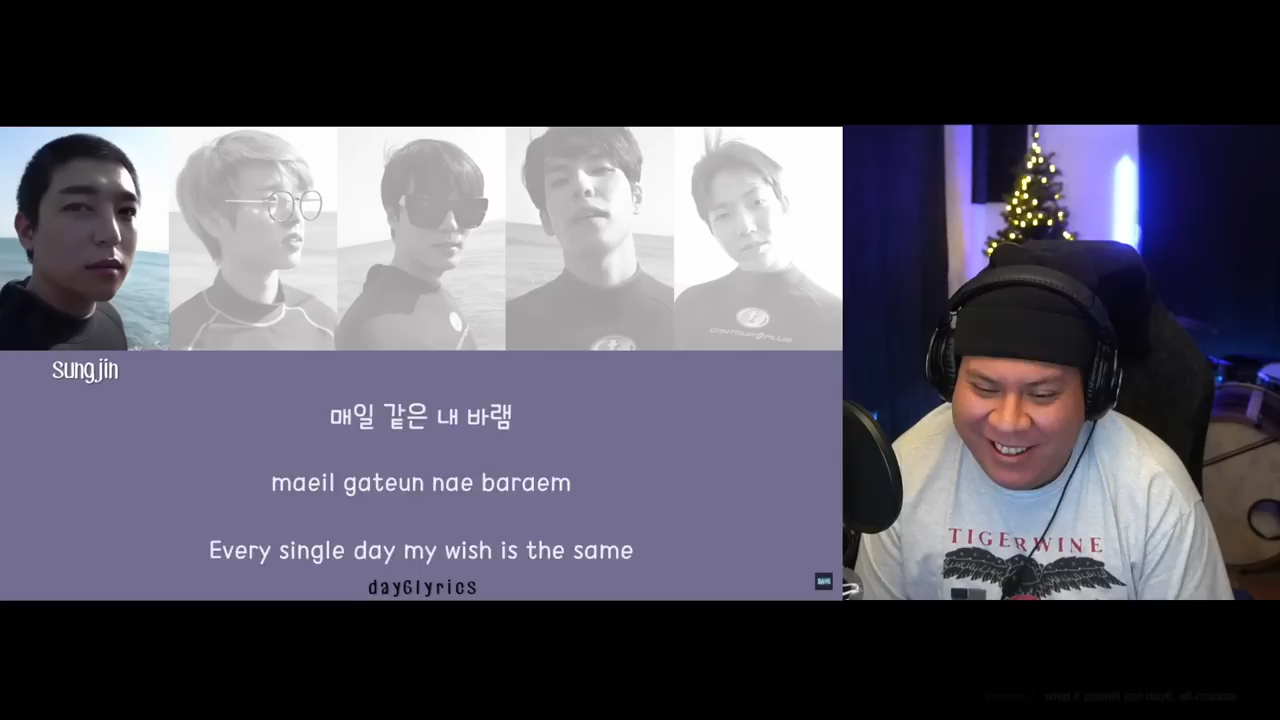 sungjin
매일 같은 내 바램
maeil gateun nae baraem
Every single day my wish is the same
day6lyrics
DAY6
TIGERWINE